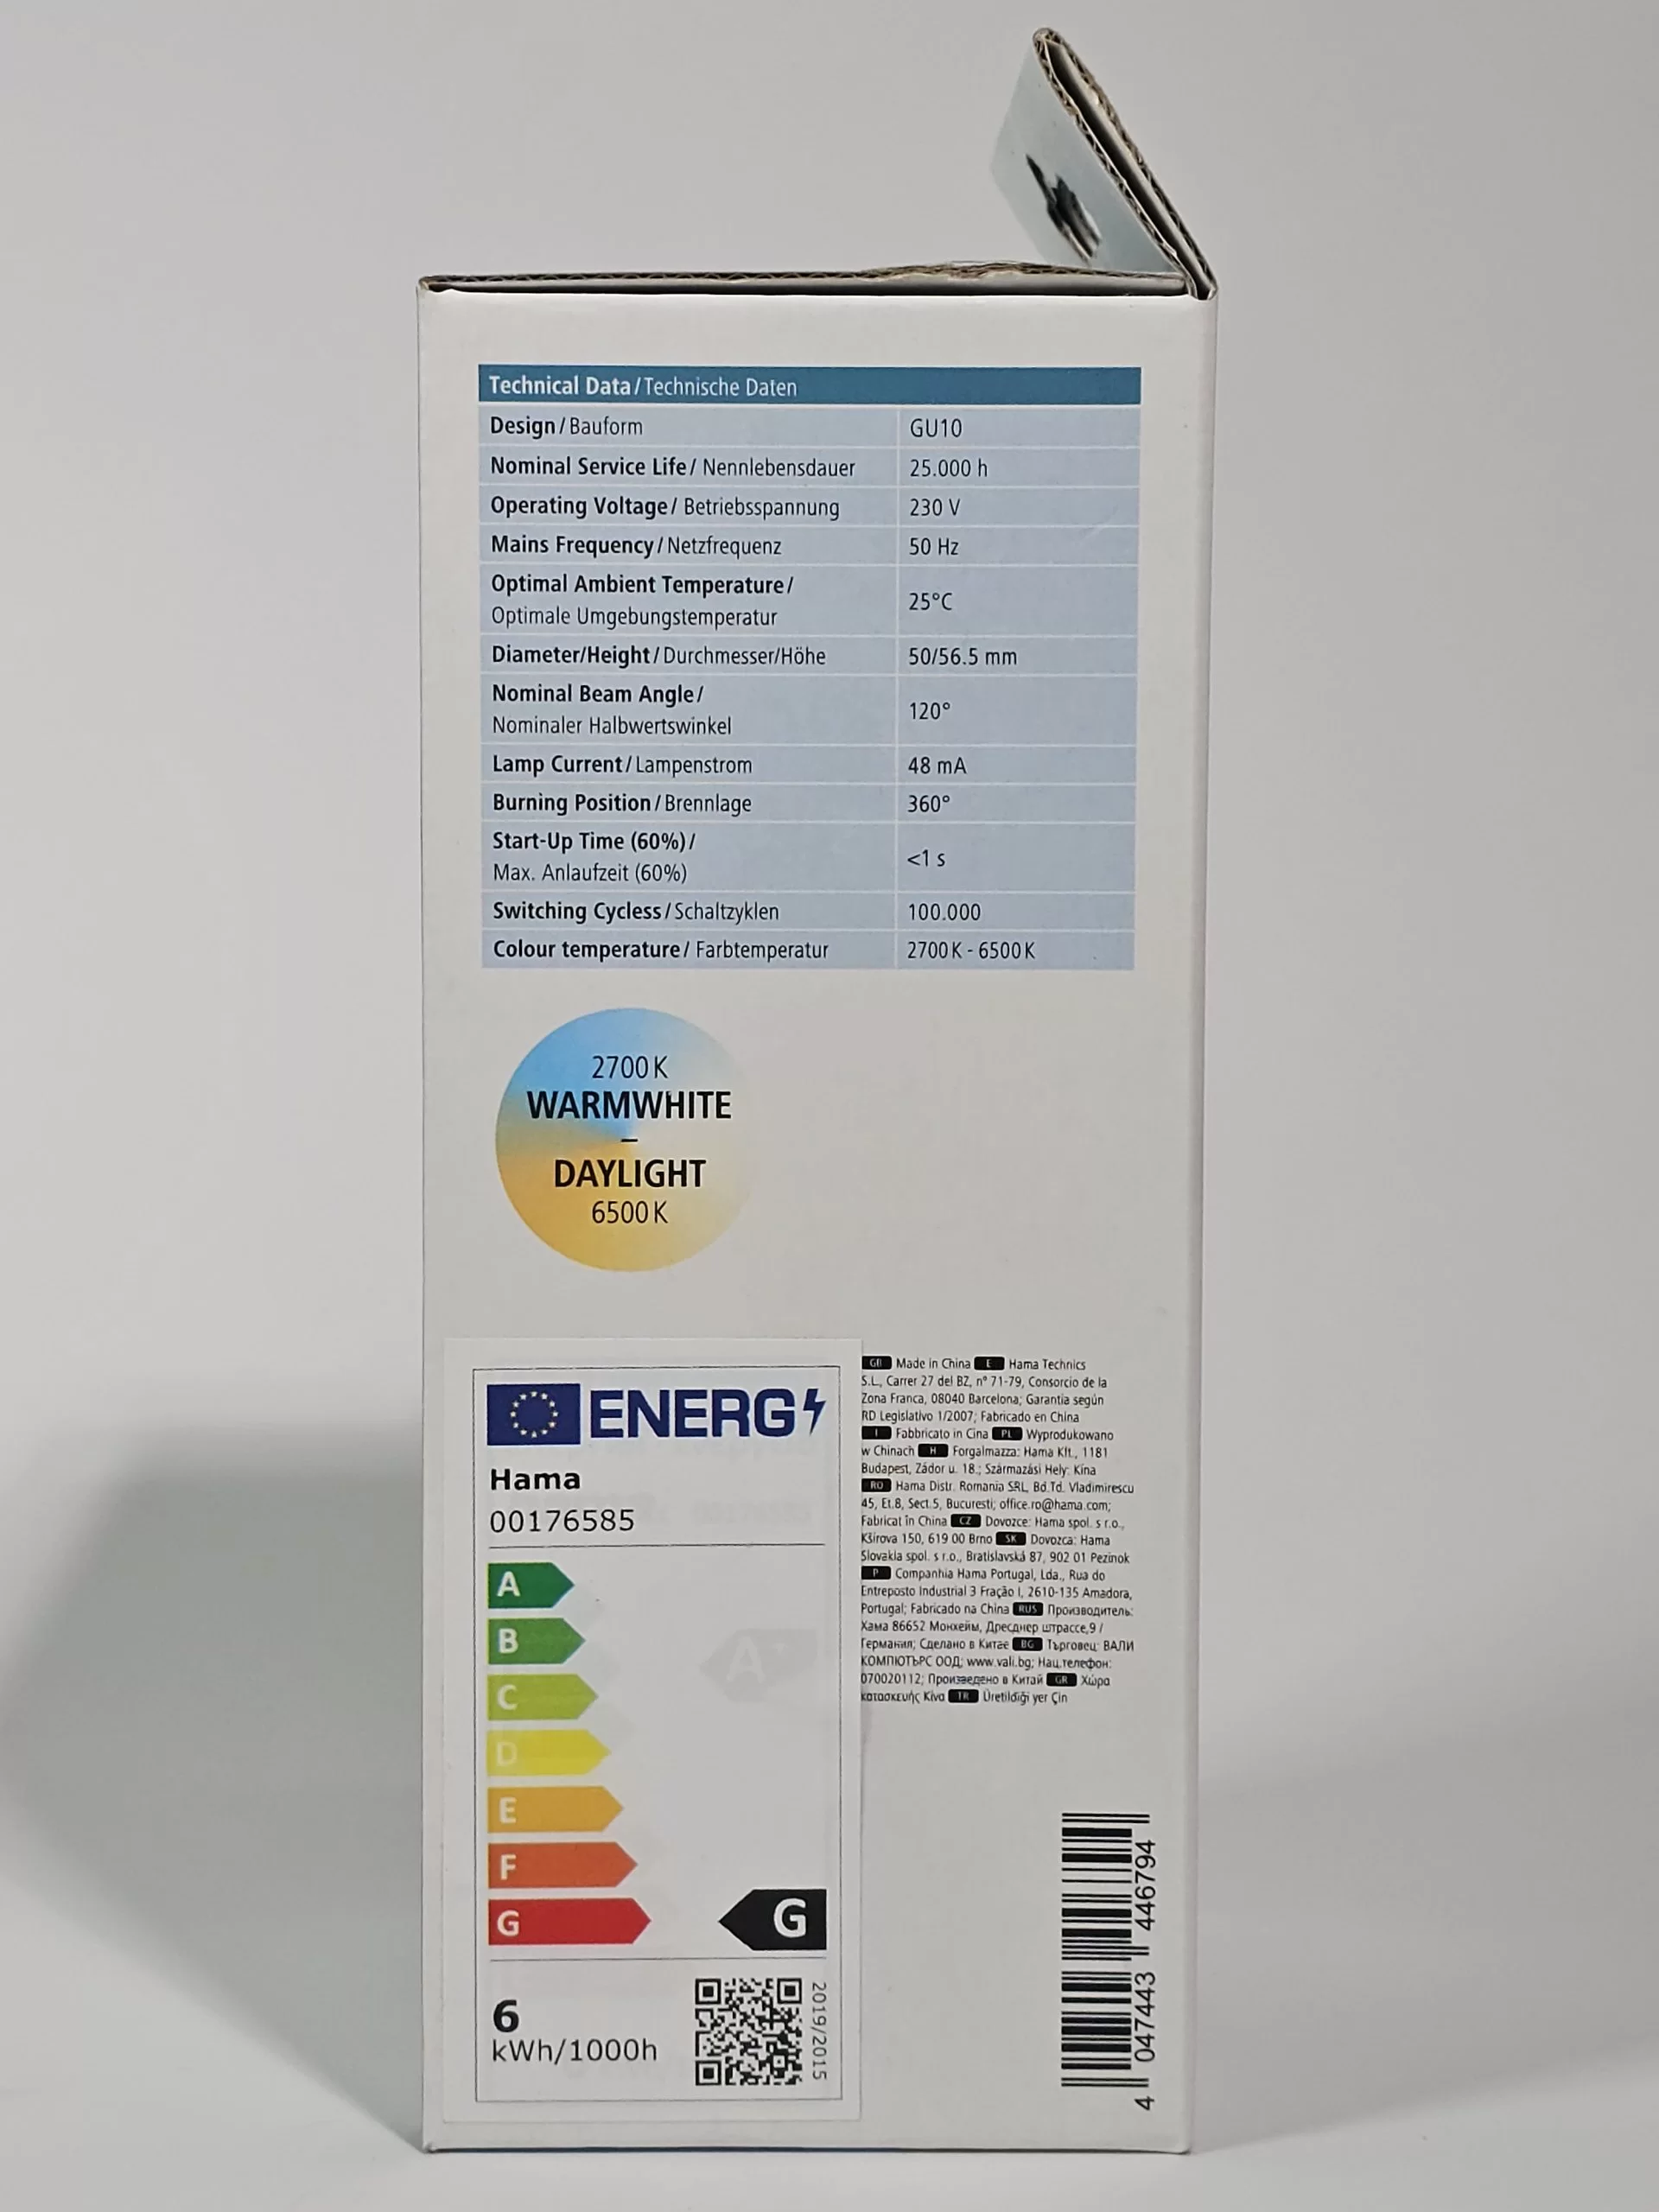 Technical Data/Technische Daten
Design/Bauform GU10
Nominal Service Life/ Nennlebensdauer 25.000 h
Operating Voltage/ Betriebsspannung 230 V
Mains Frequency/Netzfrequenz 50 Hz
Optimal Ambient Temperature/
Optimale Umgebungstemperatur 25°C
Diameter/Height/Durchmesser/Höhe 50/56.5 mm
Nominal Beam Angle/
Nominaler Halbwertswinkel 120°
Lamp Current/Lampenstrom 48 mA
Burning Position/Brennlage 360°
Start-Up Time (60%)/
Max. Anlaufzeit (60%) <1 s
Switching Cycless/Schaltzyklen 100.000
Colour temperature/ Farbtemperatur 2700K - 6500K
2700K
WARMWHITE
–
DAYLIGHT
6500K
ENERG
Hama
00176585
A
B
C
D
E
F
G
G
6
kWh/1000h
2019/2015
GB Made in China E Hama Technics
S.L., Carrer 27 del BZ, nº 71-79, Consorcio de la
Zona Franca, 08040 Barcelona; Garantía según
RD Legislativo 1/2007; Fabricado en China
I Fabbricato in Cina PL Wyprodukowano
w Chinach H Forgalmazza: Hama Kft., 1181
Budapest, Zádor u. 18.; Származási Hely: Kína
RO Hama Distr. Romania SRL, Bd.Td. Vladimirescu
45, Et.8, Sect.5, Bucuresti; office.ro@hama.com;
Fabricat în China CZ Dovozce: Hama spol. s r.o.,
Kšírova 150, 619 00 Brno SK Dovozca: Hama
Slovakia spol. s r.o., Bratislavská 87, 902 01 Pezinok
P Companhia Hama Portugal, Lda., Rua do
Entreposto Industrial 3 Fração I, 2610-135 Amadora,
Portugal; Fabricado na China RUS Производитель:
Хама 86652 Монхейм, Дресднер штрассе,9 /
Германия; Сделано в Китае BG Търговец: ВАЛИ
КОМПЮТЪРС ООД; www.vali.bg; Нац.телефон:
070020112; Произведено в Китай GR Χώρα
κατασκευής Κίνα TR Üretildiği yer Çin
4 047443 446794